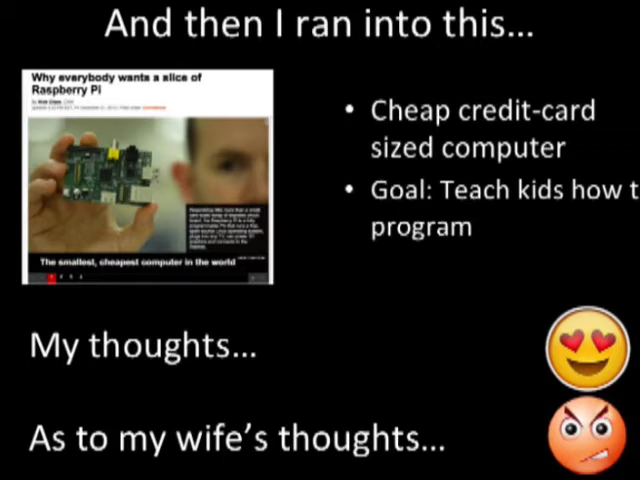 And then I ran into this...
Why everybody wants a slice of
Raspberry Pi
The smallest, cheapest computer in the world
• Cheap credit-card
sized computer
• Goal: Teach kids how t
program
My thoughts...
As to my wife's thoughts...